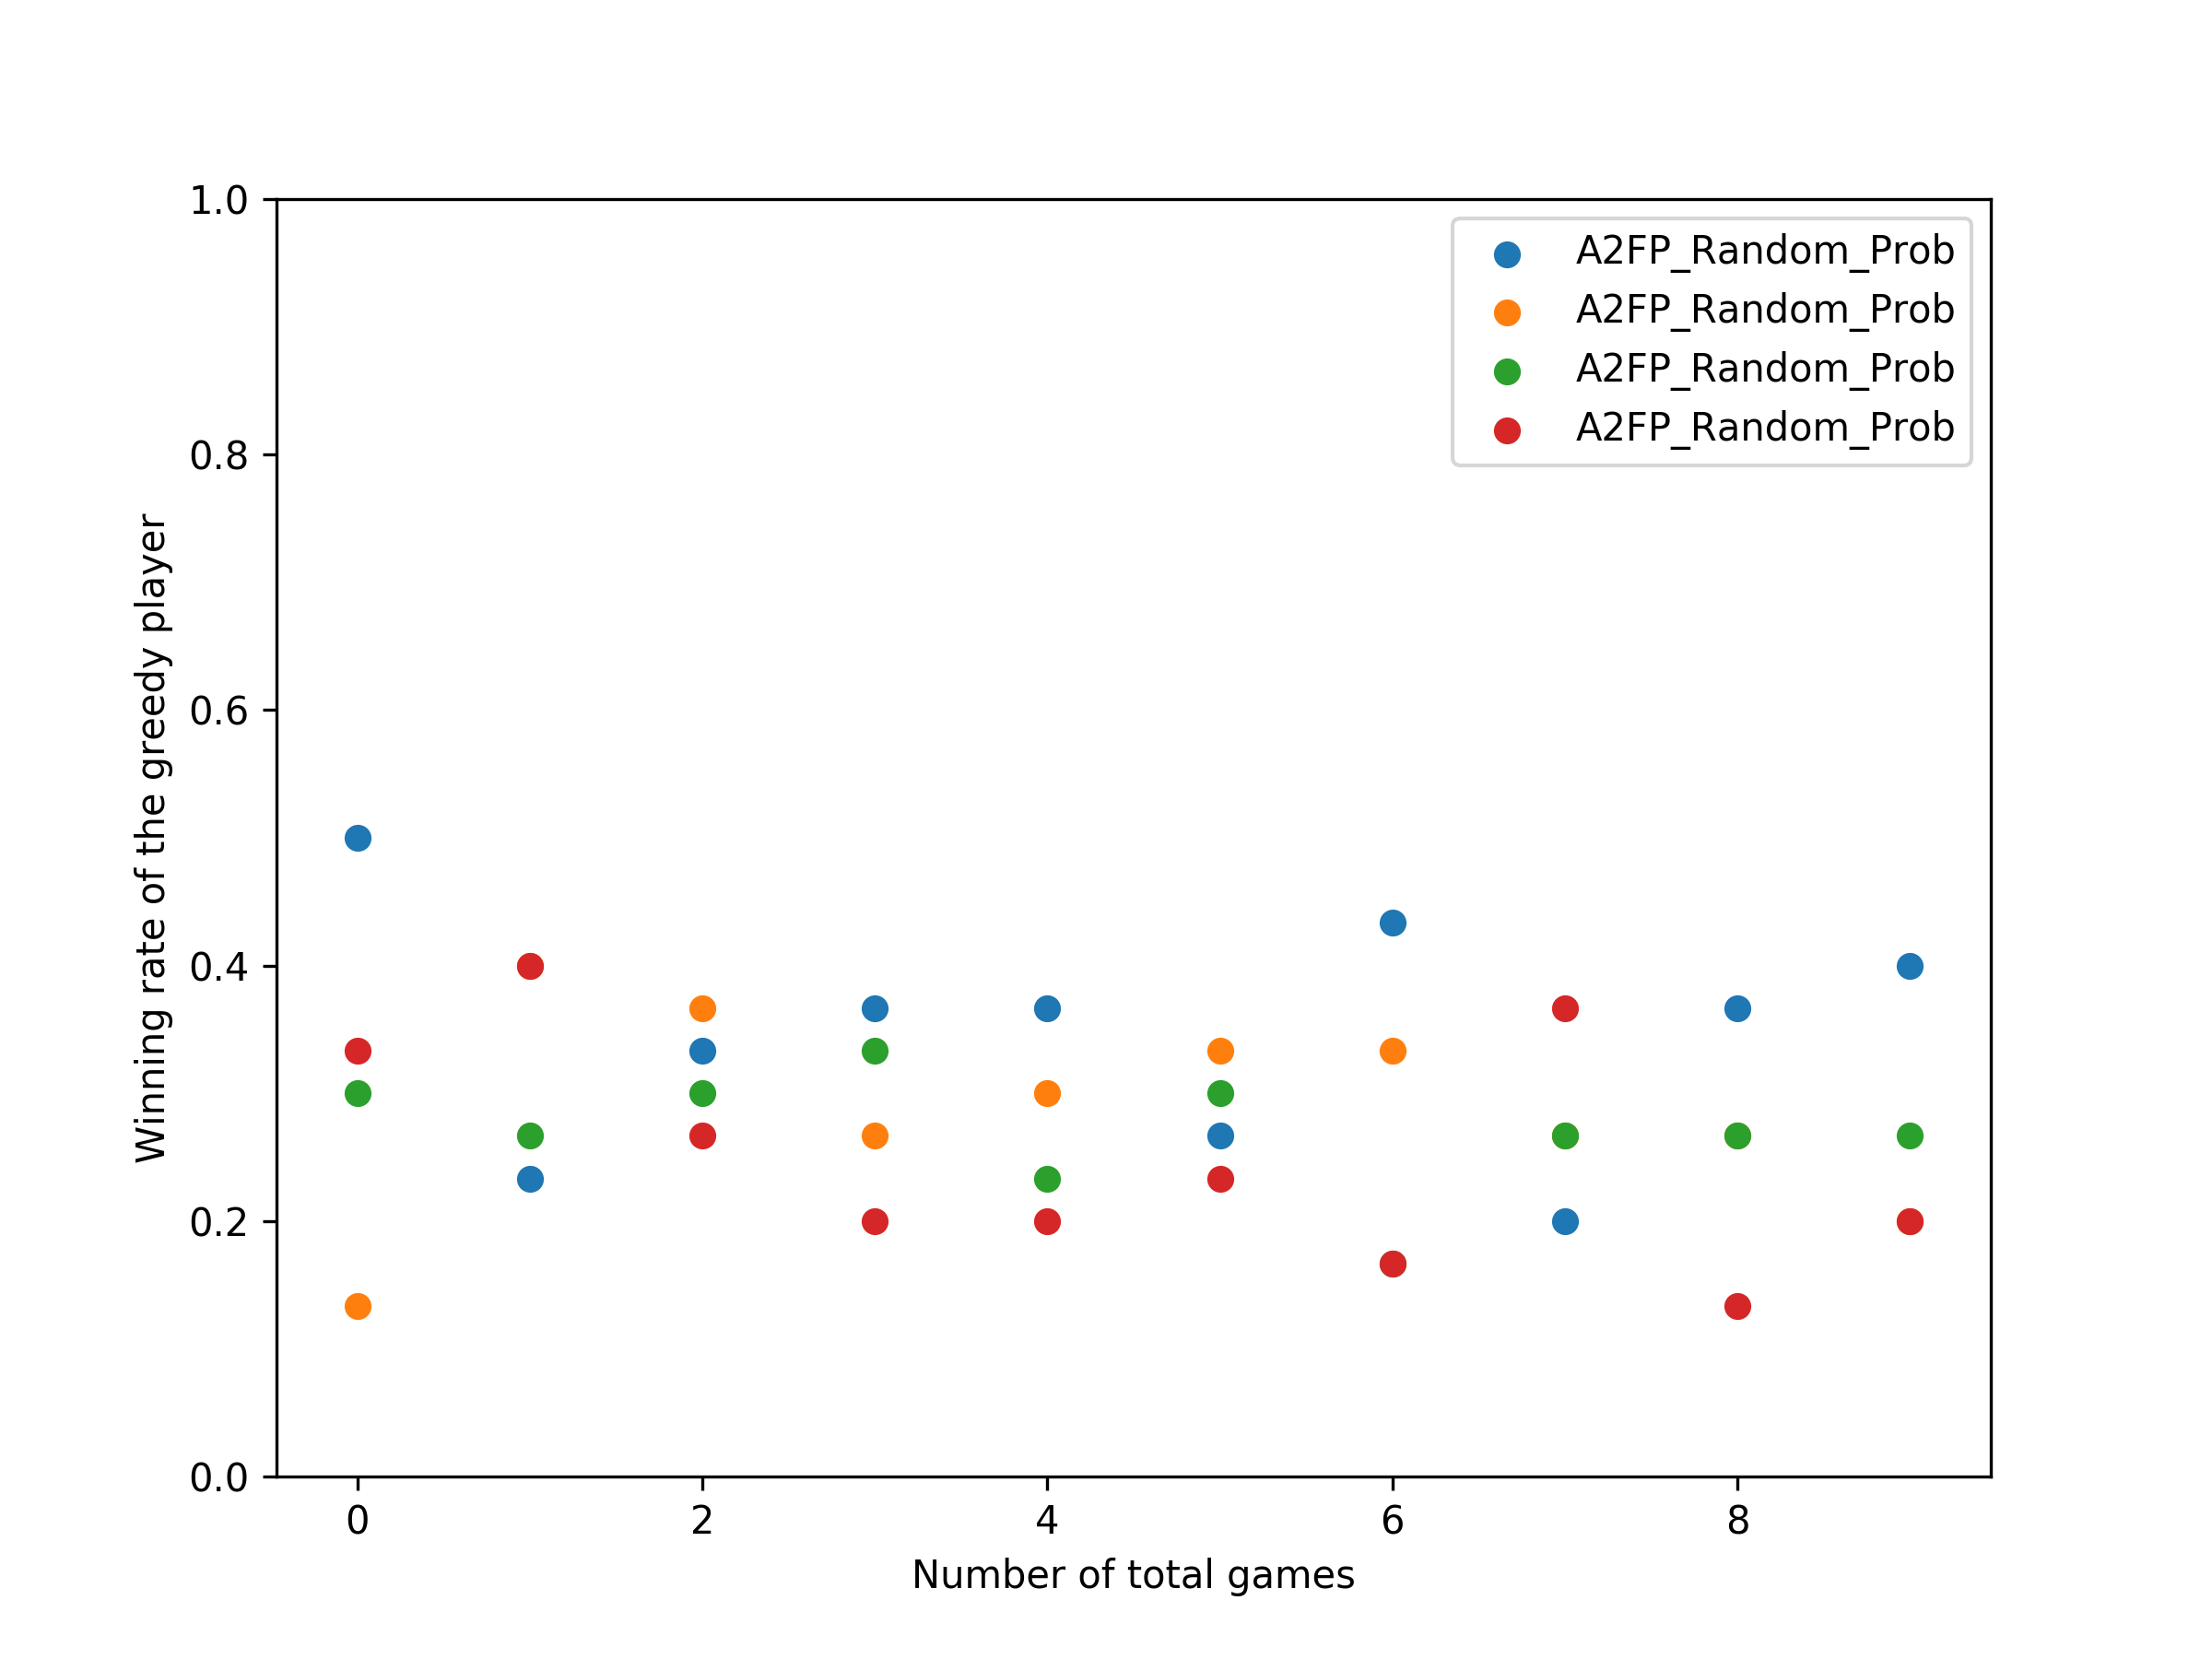 1.0
0.8
0.6
0.4
0.2
0.0
Winning rate of the greedy player
A2FP_Random_Prob
A2FP_Random_Prob
A2FP_Random_Prob
A2FP_Random_Prob
0 2 4 6 8
Number of total games